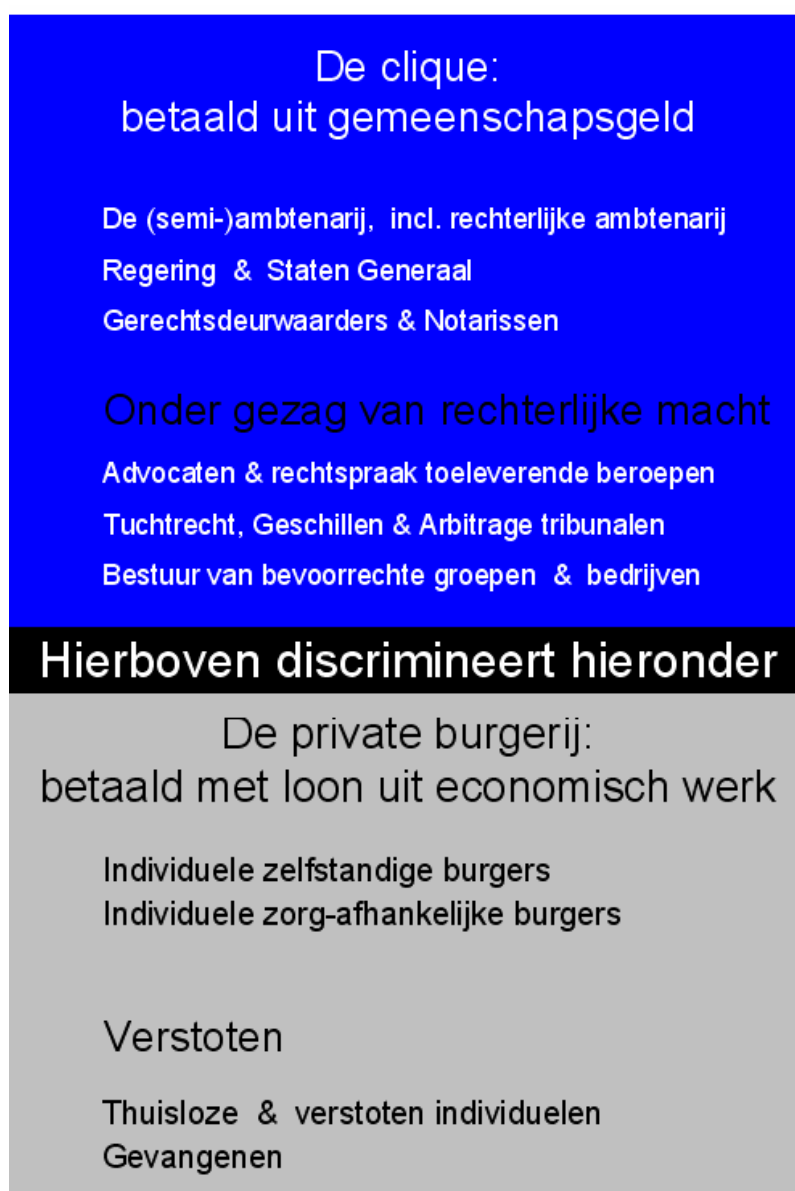 De clique:
betaald uit gemeenschapsgeld
De (semi-)ambtenarij, incl. rechterlijke ambtenarij
Regering & Staten Generaal
Gerechtsdeurwaarders & Notarissen
Onder gezag van rechterlijke macht
Advocaten & rechtspraak toeleverende beroepen
Tuchtrecht, Geschillen & Arbitrage tribunalen
Bestuur van bevoorrechte groepen & bedrijven
Hierboven discrimineert hieronder
De private burgerij:
betaald met loon uit economisch werk
Individuele zelfstandige burgers
Individuele zorg-afhankelijke burgers
Verstoten
Thuisloze & verstoten individuelen
Gevangenen